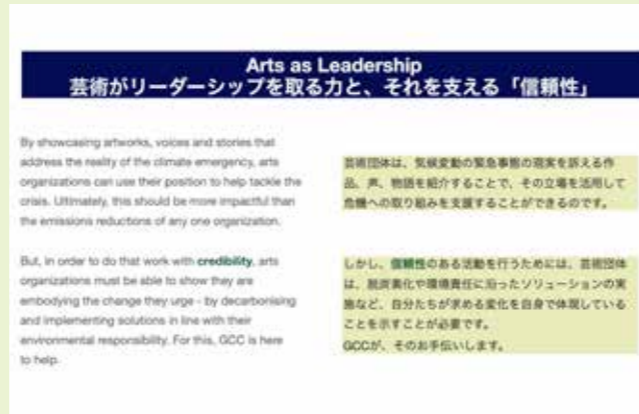 Arts as Leadership
芸術がリーダーシップを取る力と、それを支える「信頼性」
By showcasing artworks, voices and stories that
address the reality of the climate emergency, arts
organizations can use their position to help tackle the
crisis. Ultimately, this should be more impactful than
the emissions reductions of any one organization.
芸術団体は、気候変動の緊急事態の現実を訴える作
品、声、物語を紹介することで、その立場を活用して
危機への取り組みを支援することができるのです。
But, in order to do that work with credibility, arts
organizations must be able to show they are
embodying the change they urge - by decarbonising
and implementing solutions in line with their
environmental responsibility. For this, GCC is here
to help.
しかし、信頼性のある活動を行うためには、芸術団体
は、脱炭素化や環境責任に沿ったソリューションの実
施など、自分たちが求める変化を自身で体現している
ことを示すことが必要です。
GCCが、そのお手伝いします。